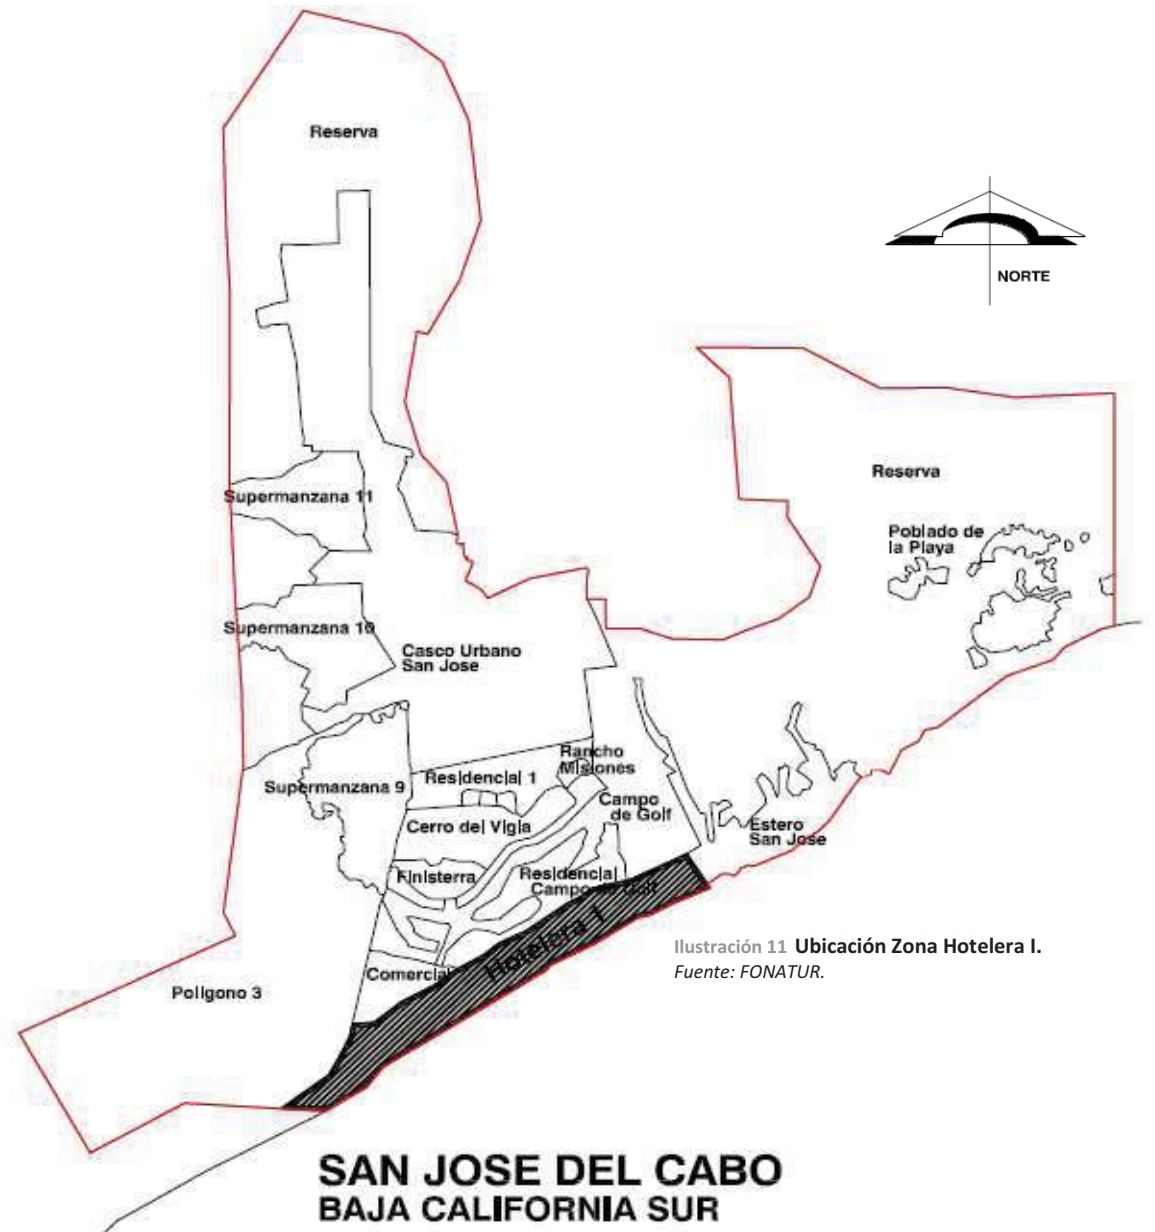 Reserva
NORTE
Reserva
Supermanzana 11
Poblado de
la Playa
Supermanzana 10
Casco Urbano
San Jose
Rancho
Misiones
Residencial 1
Supermanzana 9
Campo
de Golf
Cerro del Vigia
Estero
San Jose
Finisterra
Residencial
Campo de Golf
Hotelera I
Ilustración 11 Ubicación Zona Hotelera I.
Fuente: FONATUR.
Comercial
Poligono 3
SAN JOSE DEL CABO
BAJA CALIFORNIA SUR